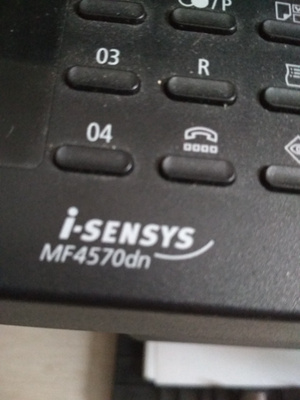 /P
03 R
04
i-SENSYS
MF4570dn